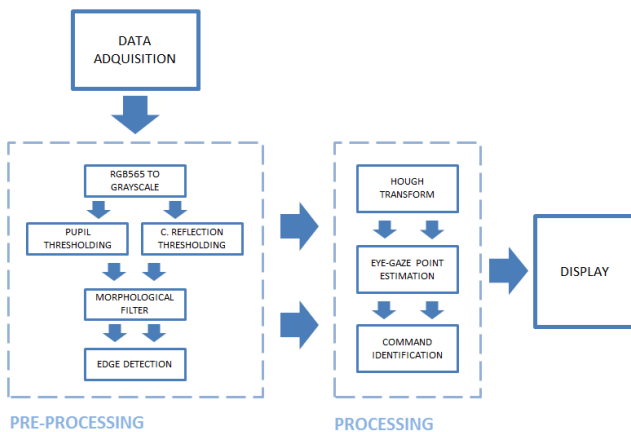 DATA
ADQUISITION
RGB565 TO
GRAYSCALE
PUPIL
THRESHOLDING
C. REFLECTION
THRESHOLDING
MORPHOLOGICAL
FILTER
EDGE DETECTION
PRE-PROCESSING
HOUGH
TRANSFORM
EYE-GAZE POINT
ESTIMATION
COMMAND
IDENTIFICATION
PROCESSING
DISPLAY